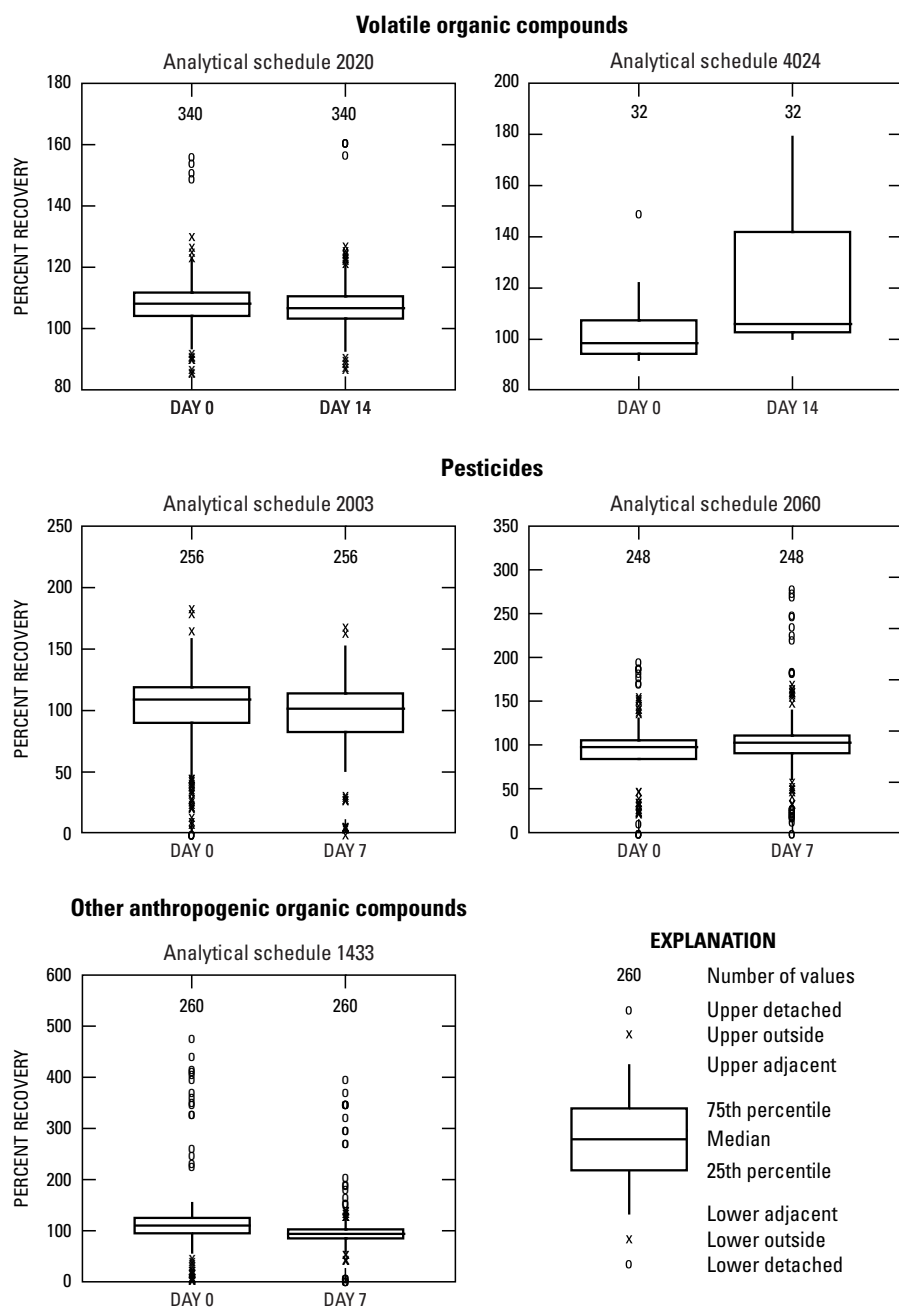 Volatile organic compounds
Analytical schedule 2020
Analytical schedule 4024
PERCENT RECOVERY
180
160
140
120
110
100
80
340
340
DAY 0
DAY 14
200
180
160
140
120
100
80
32
32
DAY 0
DAY 14
Pesticides
Analytical schedule 2003
Analytical schedule 2060
PERCENT RECOVERY
250
200
150
100
50
0
256
256
DAY 0
DAY 7
350
300
250
200
150
100
50
0
248
248
DAY 0
DAY 7
Other anthropogenic organic compounds
Analytical schedule 1433
PERCENT RECOVERY
600
500
400
300
200
100
0
260
260
DAY 0
DAY 7
EXPLANATION
260 Number of values
o Upper detached
x Upper outside
Upper adjacent
75th percentile
Median
25th percentile
Lower adjacent
x Lower outside
o Lower detached